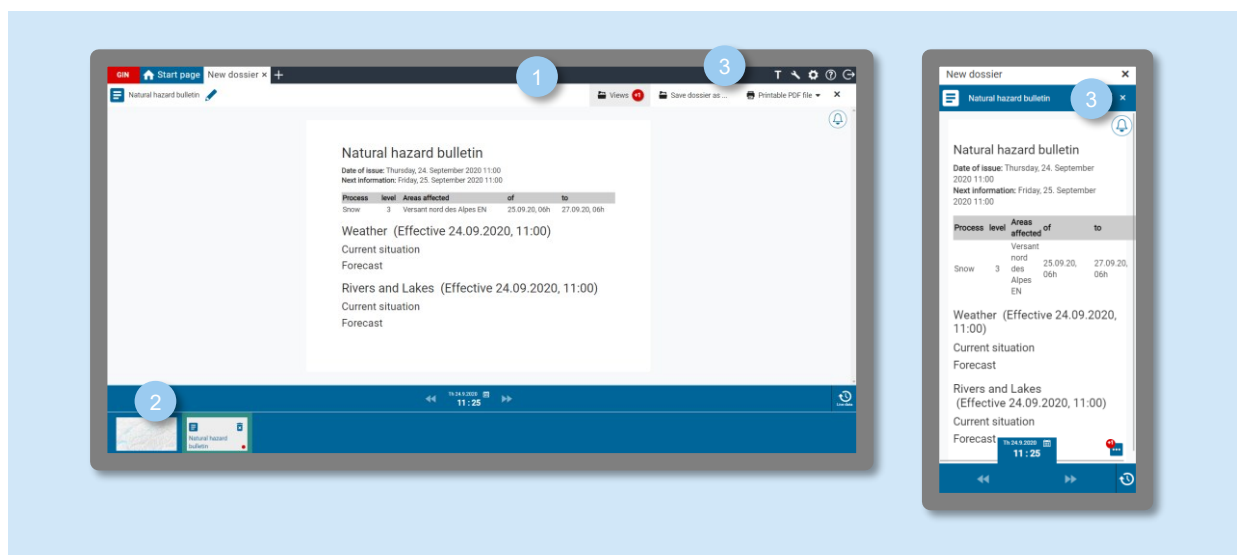 GIN Start page New dossier × +
T
Natural hazard bulletin
Views +1 Save dossier as ... Printable PDF file
1
3
Natural hazard bulletin
Date of issue: Thursday, 24. September 2020 11:00
Next information: Friday, 25. September 2020 11:00
Process level Areas affected of to
Snow 3 Versant nord des Alpes EN 25.09.20, 06h 27.09.20, 06h
Weather (Effective 24.09.2020, 11:00)
Current situation
Forecast
Rivers and Lakes (Effective 24.09.2020, 11:00)
Current situation
Forecast
Th 24.9.2020
11 : 25
2
Natural hazard
bulletin
New dossier ×
Natural hazard bulletin ×
3
Natural hazard bulletin
Date of issue: Thursday, 24. September
2020 11:00
Next information: Friday, 25. September
2020 11:00
Process level Areas affected of to
Snow 3 Versant nord des Alpes EN 25.09.20, 06h 27.09.20, 06h
Weather (Effective 24.09.2020,
11:00)
Current situation
Forecast
Rivers and Lakes
(Effective 24.09.2020, 11:00)
Current situation
Forecast
Th 24.9.2020
11 : 25
+1